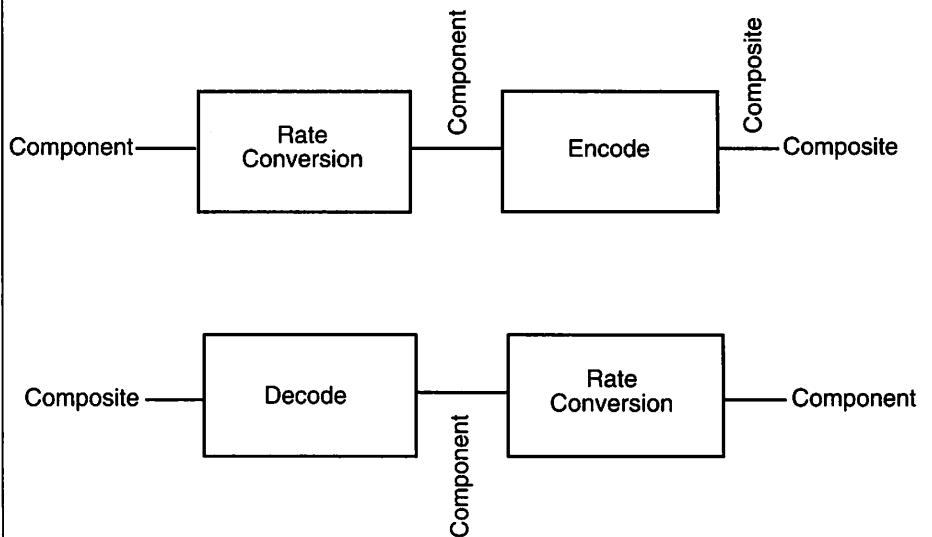 Component
Rate
Conversion
Component
Encode
Composite
Composite
Composite
Decode
Component
Rate
Conversion
Component